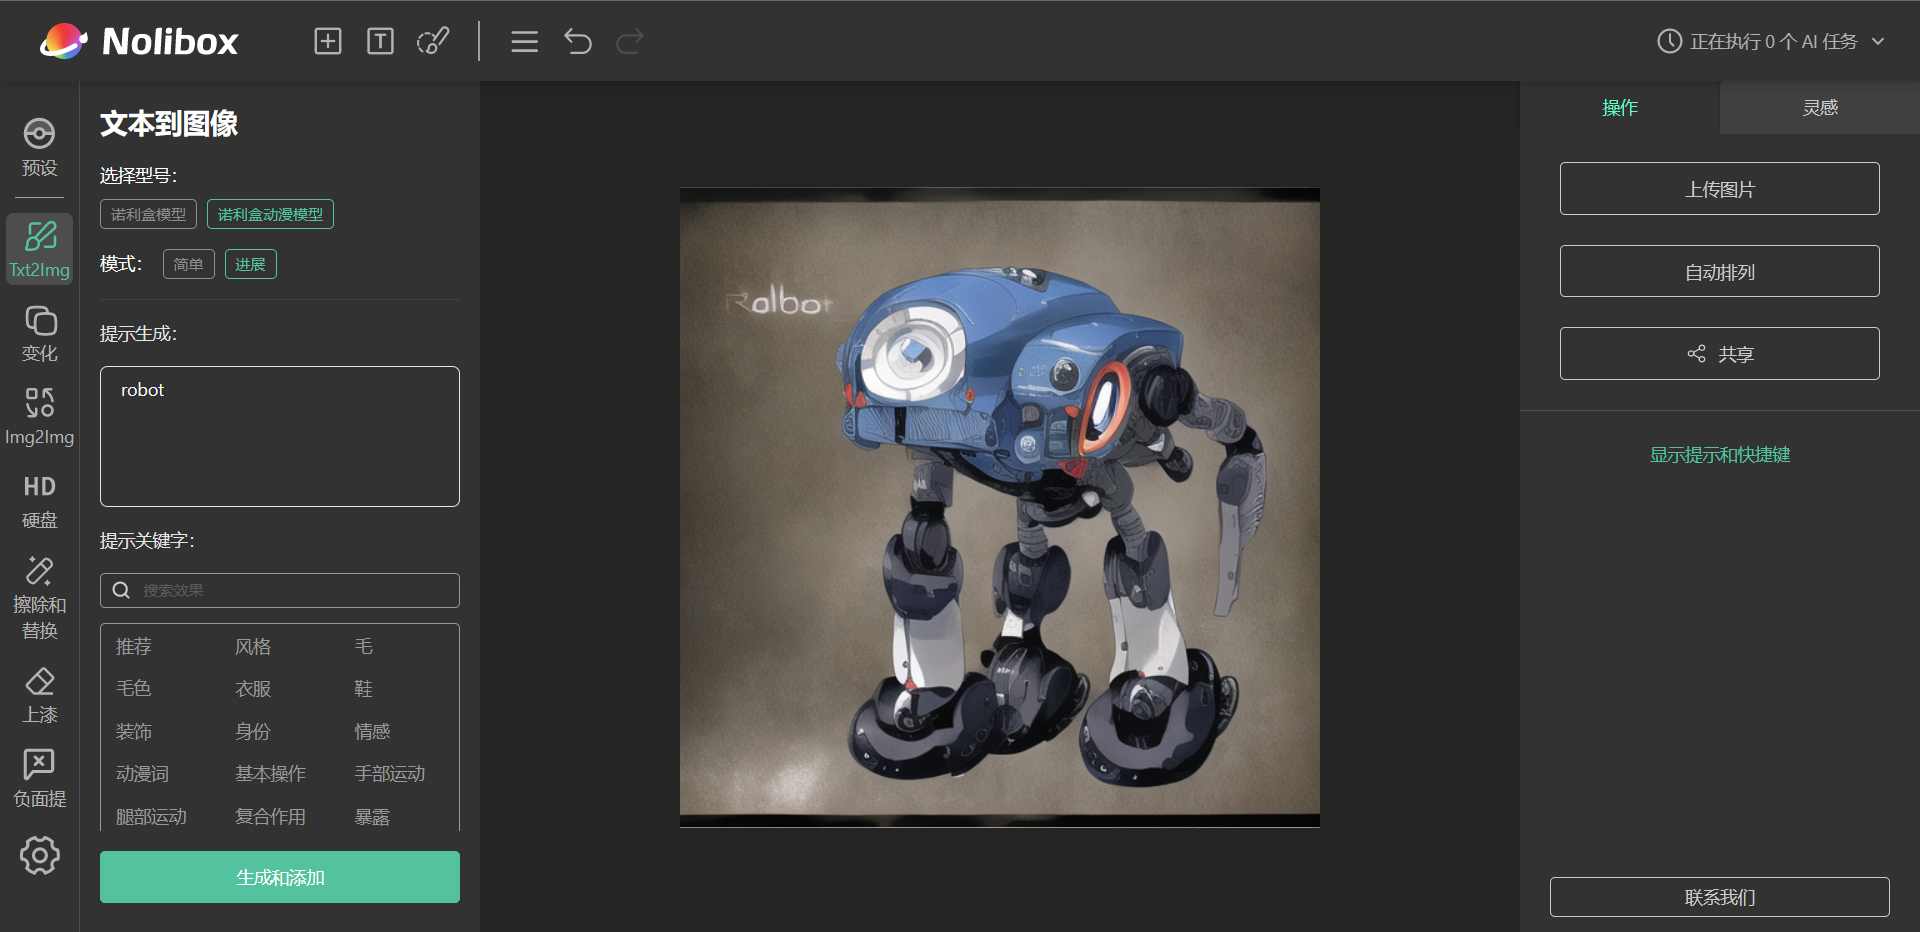 Nolibox
正在执行 0 个 AI 任务
预设
Txt2Img
变化
Img2Img
HD
硬盘
擦除和
替换
上漆
负面提
文本到图像
选择型号:
诺利盒模型
诺利盒动漫模型
模式:
简单
进展
提示生成:
robot
提示关键字:
搜索效果
推荐 风格 毛
毛色 衣服 鞋
装饰 身份 情感
动漫词 基本操作 手部运动
腿部运动 复合作用 暴露
生成和添加
操作
灵感
上传图片
自动排列
共享
显示提示和快捷键
联系我们